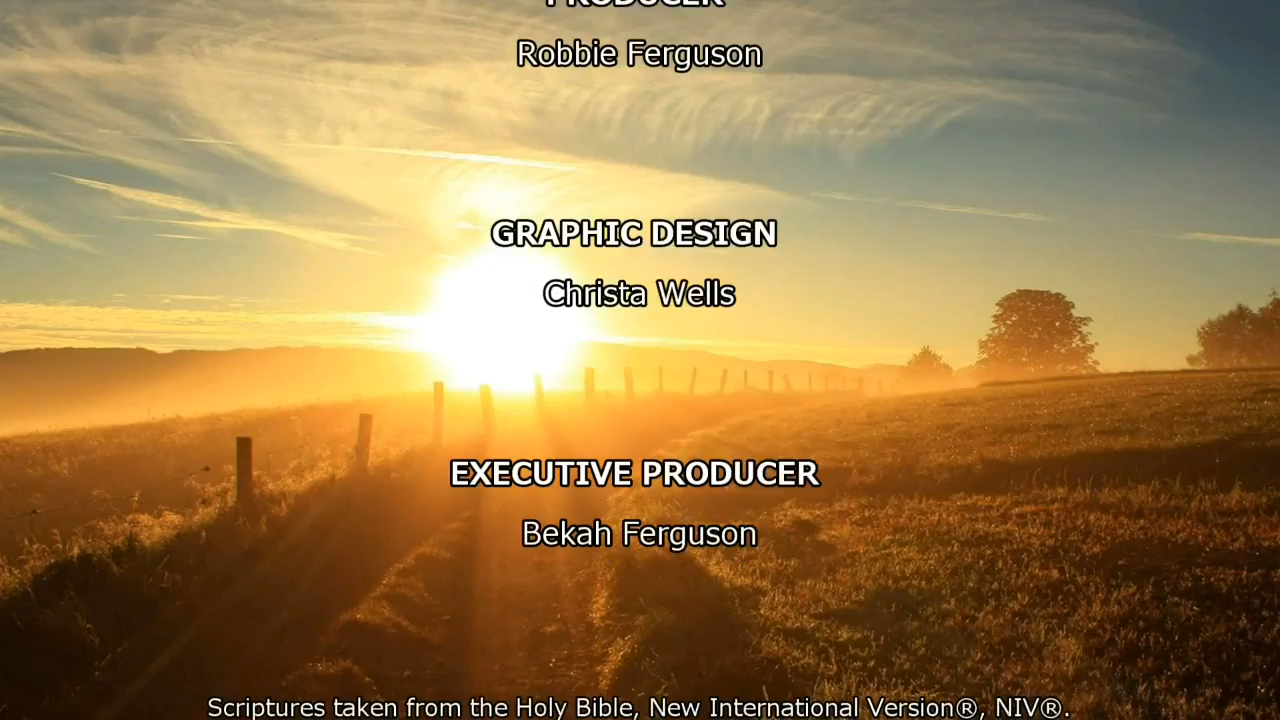 PRODUCER
Robbie Ferguson
GRAPHIC DESIGN
Christa Wells
EXECUTIVE PRODUCER
Bekah Ferguson
Scriptures taken from the Holy Bible, New International Version®, NIV®.